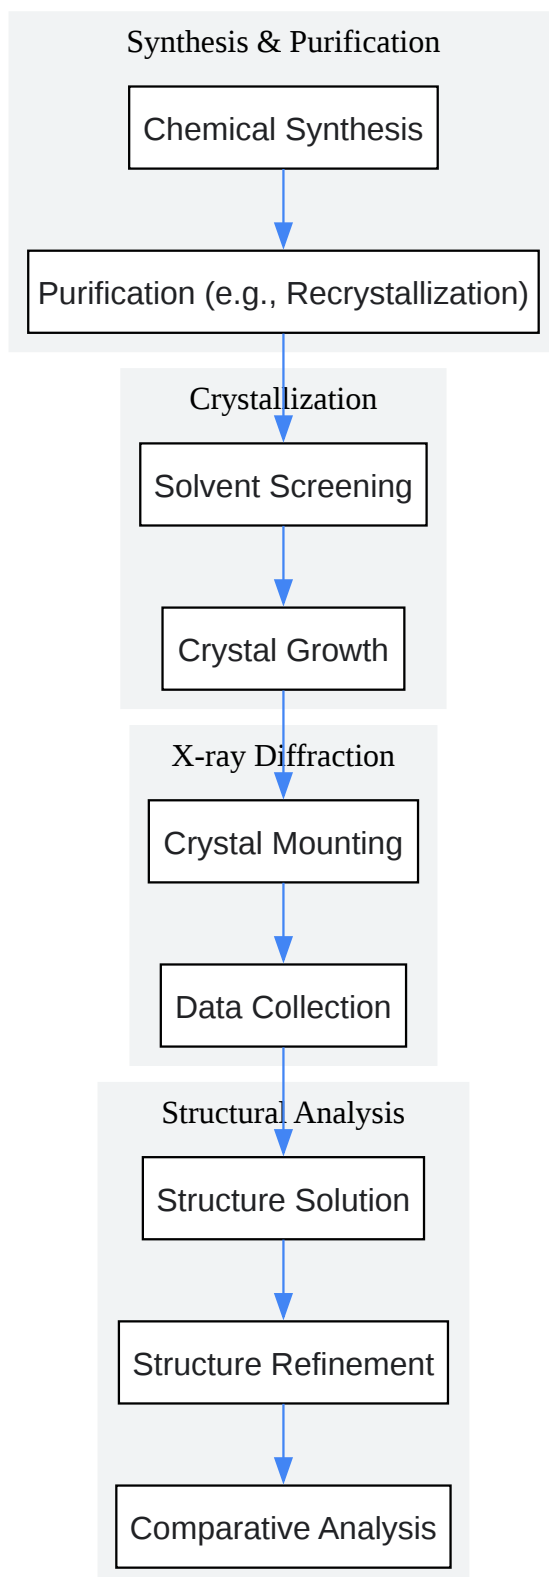 Synthesis & Purification
Chemical Synthesis
Purification (e.g., Recrystallization)
Crystallization
Solvent Screening
Crystal Growth
X-ray Diffraction
Crystal Mounting
Data Collection
Structural Analysis
Structure Solution
Structure Refinement
Comparative Analysis